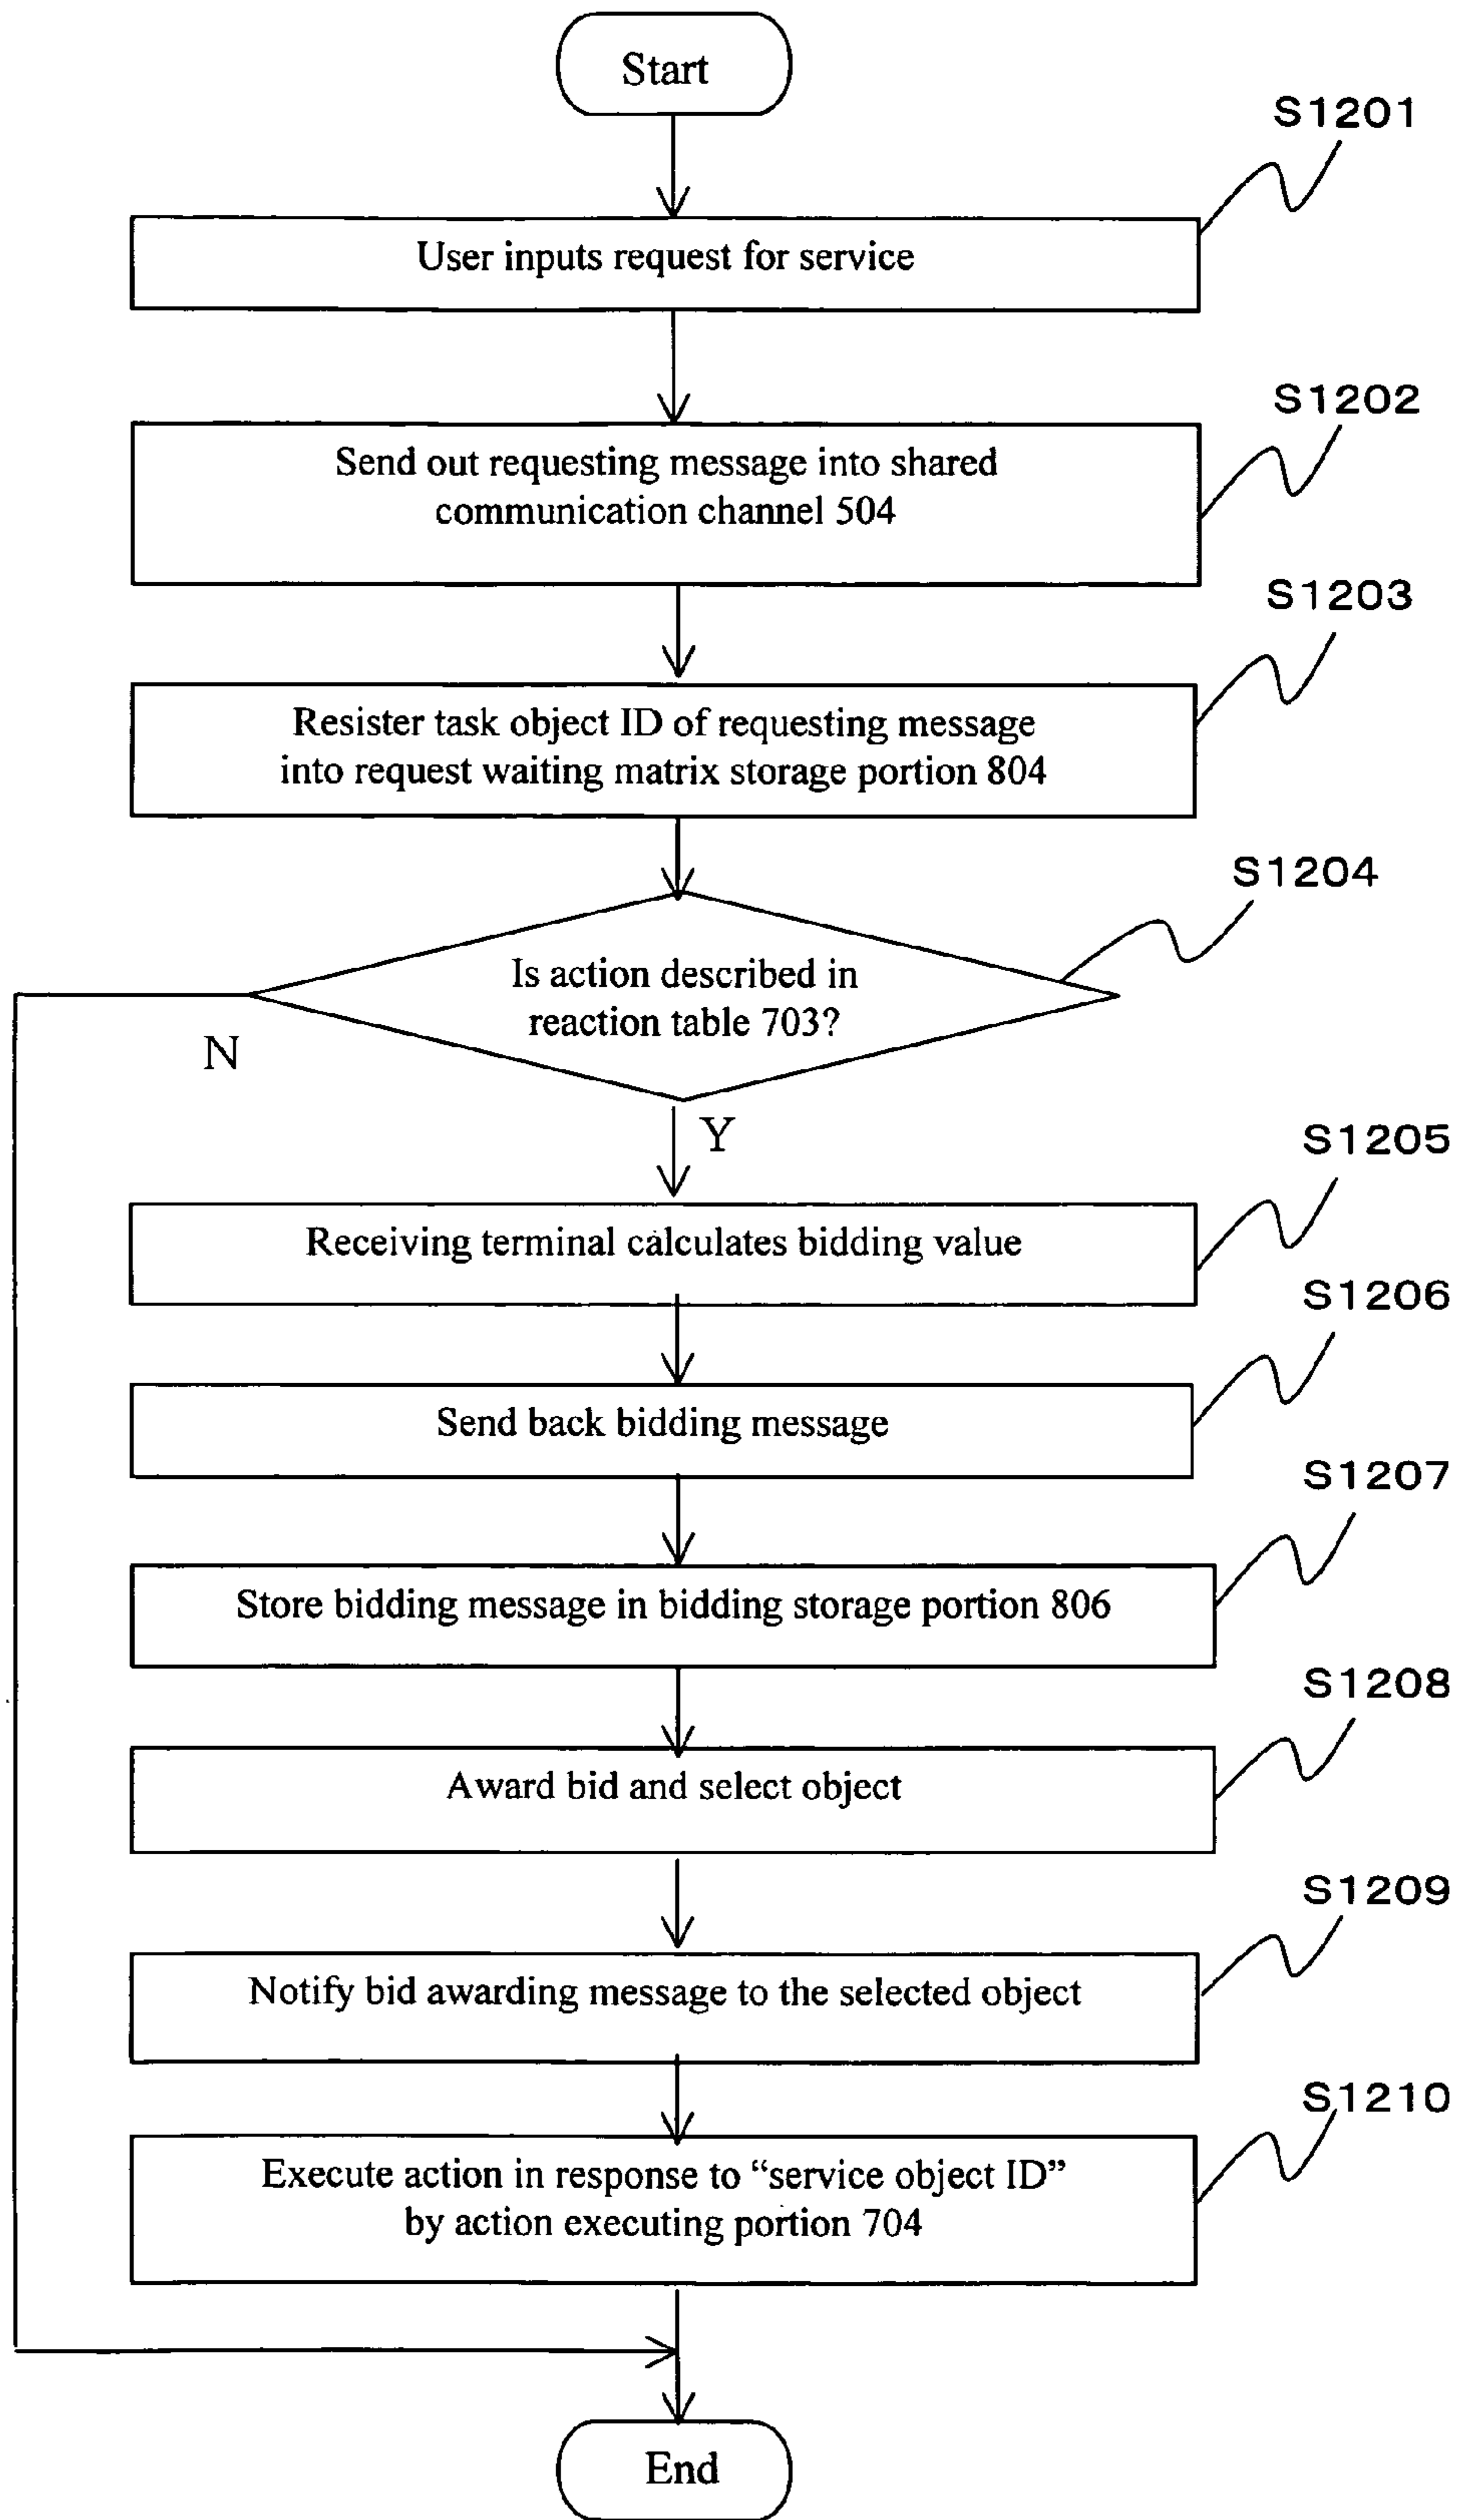 Start
S1201
User inputs request for service
S1202
Send out requesting message into shared
communication channel 504
S1203
Resister task object ID of requesting message
into request waiting matrix storage portion 804
S1204
Is action described in
reaction table 703?
N
Y
S1205
Receiving terminal calculates bidding value
S1206
Send back bidding message
S1207
Store bidding message in bidding storage portion 806
S1208
Award bid and select object
S1209
Notify bid awarding message to the selected object
S1210
Execute action in response to “service object ID”
by action executing portion 704
End